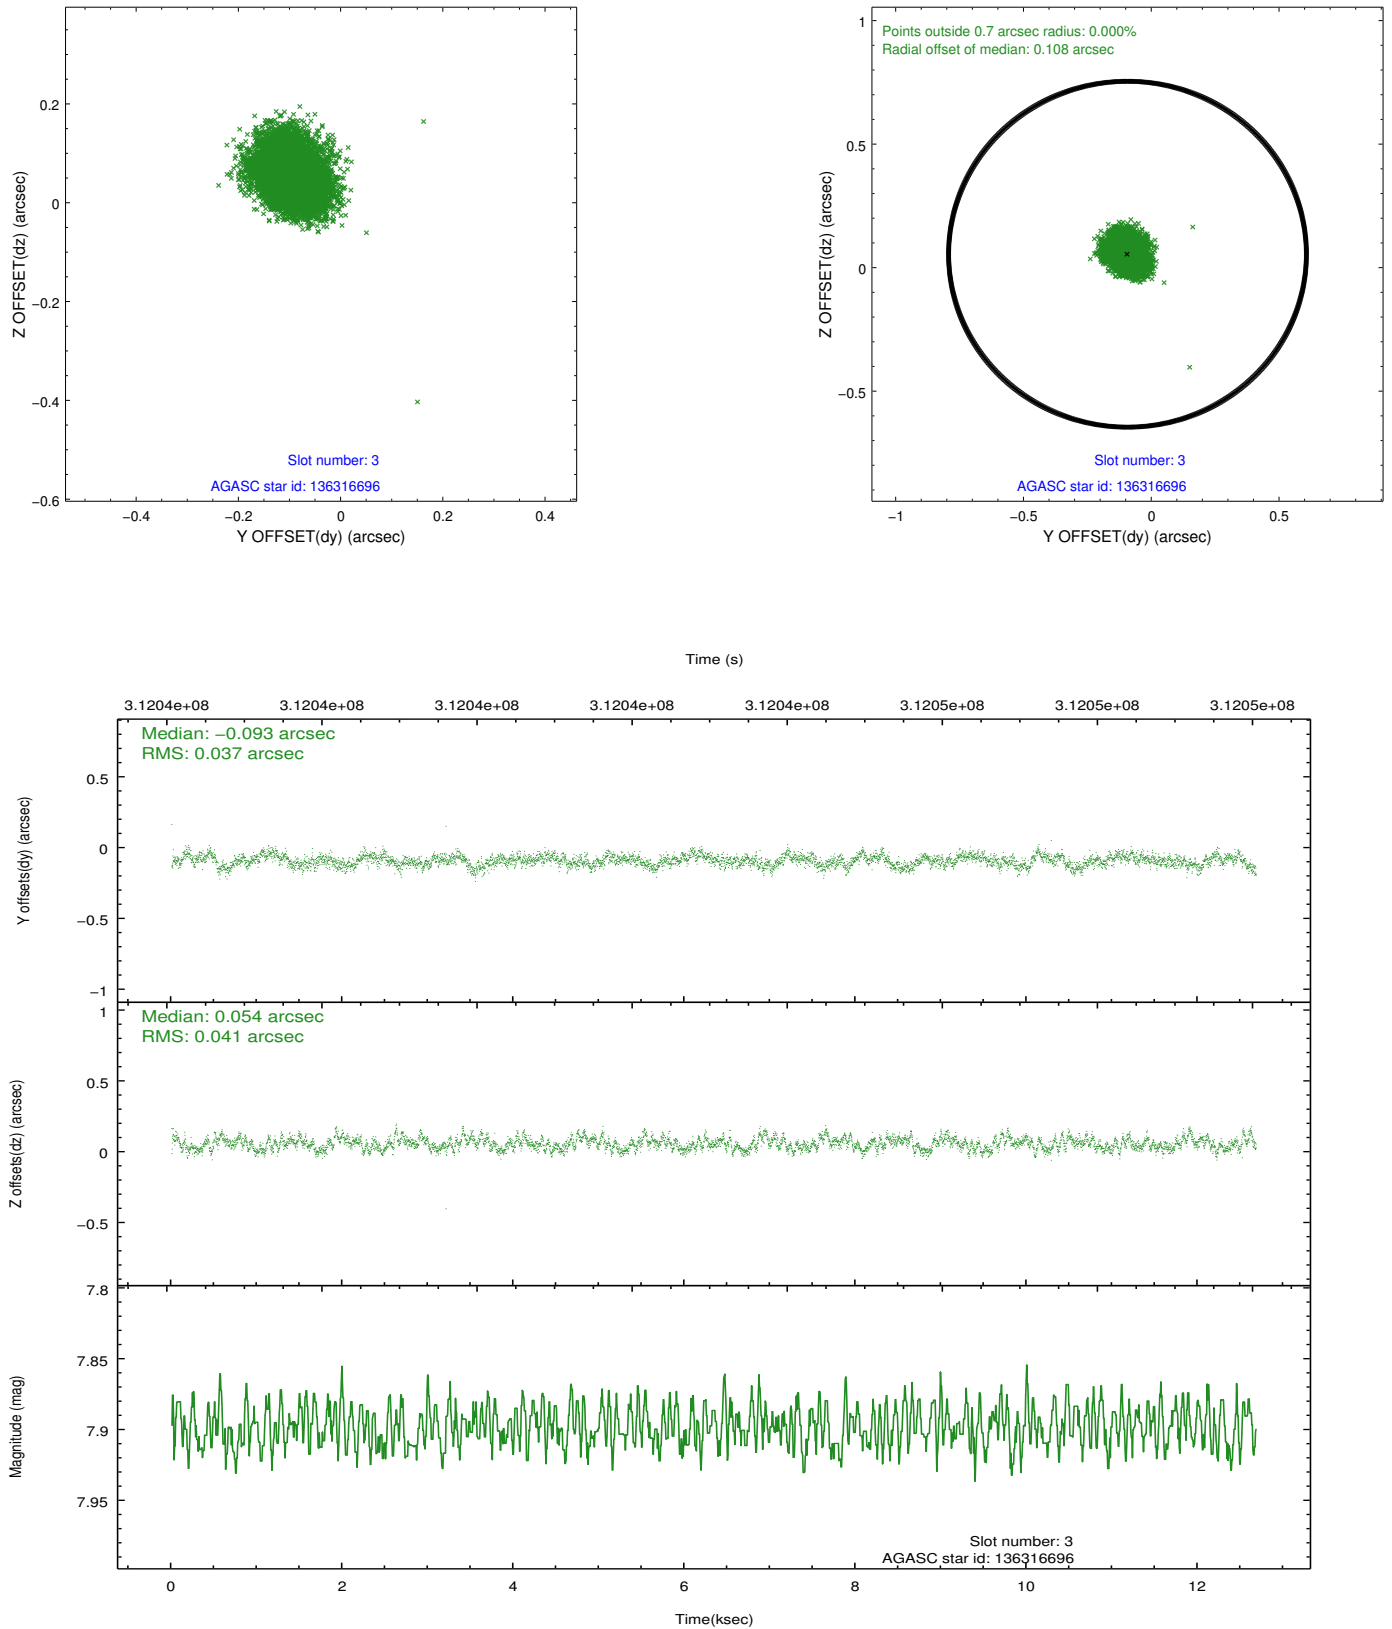 0.2
0
−0.2
−0.4
−0.6
Z OFFSET(dz) (arcsec)
Slot number: 3
AGASC star id: 136316696
−0.4
−0.2
0
0.2
0.4
Y OFFSET(dy) (arcsec)
1
0.5
0
−0.5
Z OFFSET(dz) (arcsec)
Points outside 0.7 arcsec radius: 0.000%
Radial offset of median: 0.108 arcsec
Slot number: 3
AGASC star id: 136316696
−1
−0.5
0
0.5
Y OFFSET(dy) (arcsec)
Time (s)
3.1204e+08
3.1204e+08
3.1204e+08
3.1204e+08
3.1204e+08
3.1205e+08
3.1205e+08
3.1205e+08
Median: −0.093 arcsec
RMS: 0.037 arcsec
0.5
0
−0.5
−1
Y offsets(dy) (arcsec)
Median: 0.054 arcsec
RMS: 0.041 arcsec
1
0.5
0
−0.5
Z offsets(dz) (arcsec)
7.8
7.85
7.9
7.95
Magnitude (mag)
Slot number: 3
AGASC star id: 136316696
0
2
4
6
8
10
12
Time(ksec)